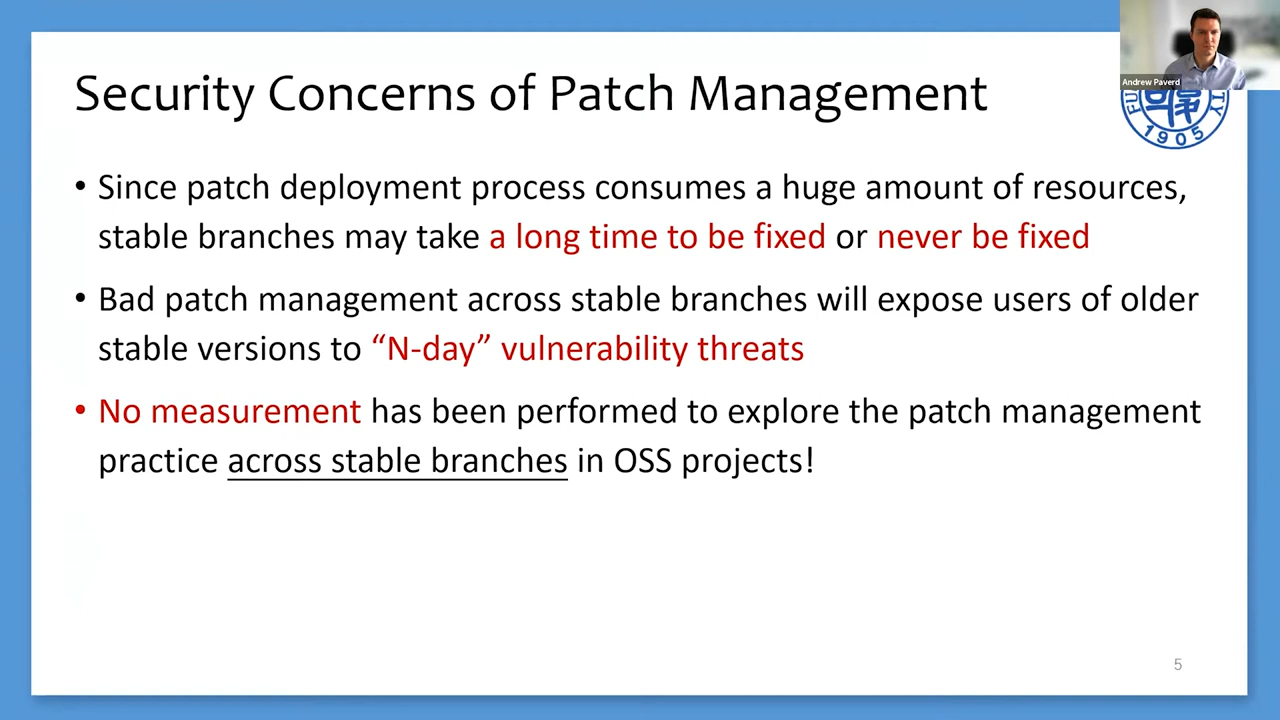 Security Concerns of Patch Management
Andrew Paverd
1905
• Since patch deployment process consumes a huge amount of resources,
stable branches may take a long time to be fixed or never be fixed
• Bad patch management across stable branches will expose users of older
stable versions to “N-day” vulnerability threats
• No measurement has been performed to explore the patch management
practice across stable branches in OSS projects!
5